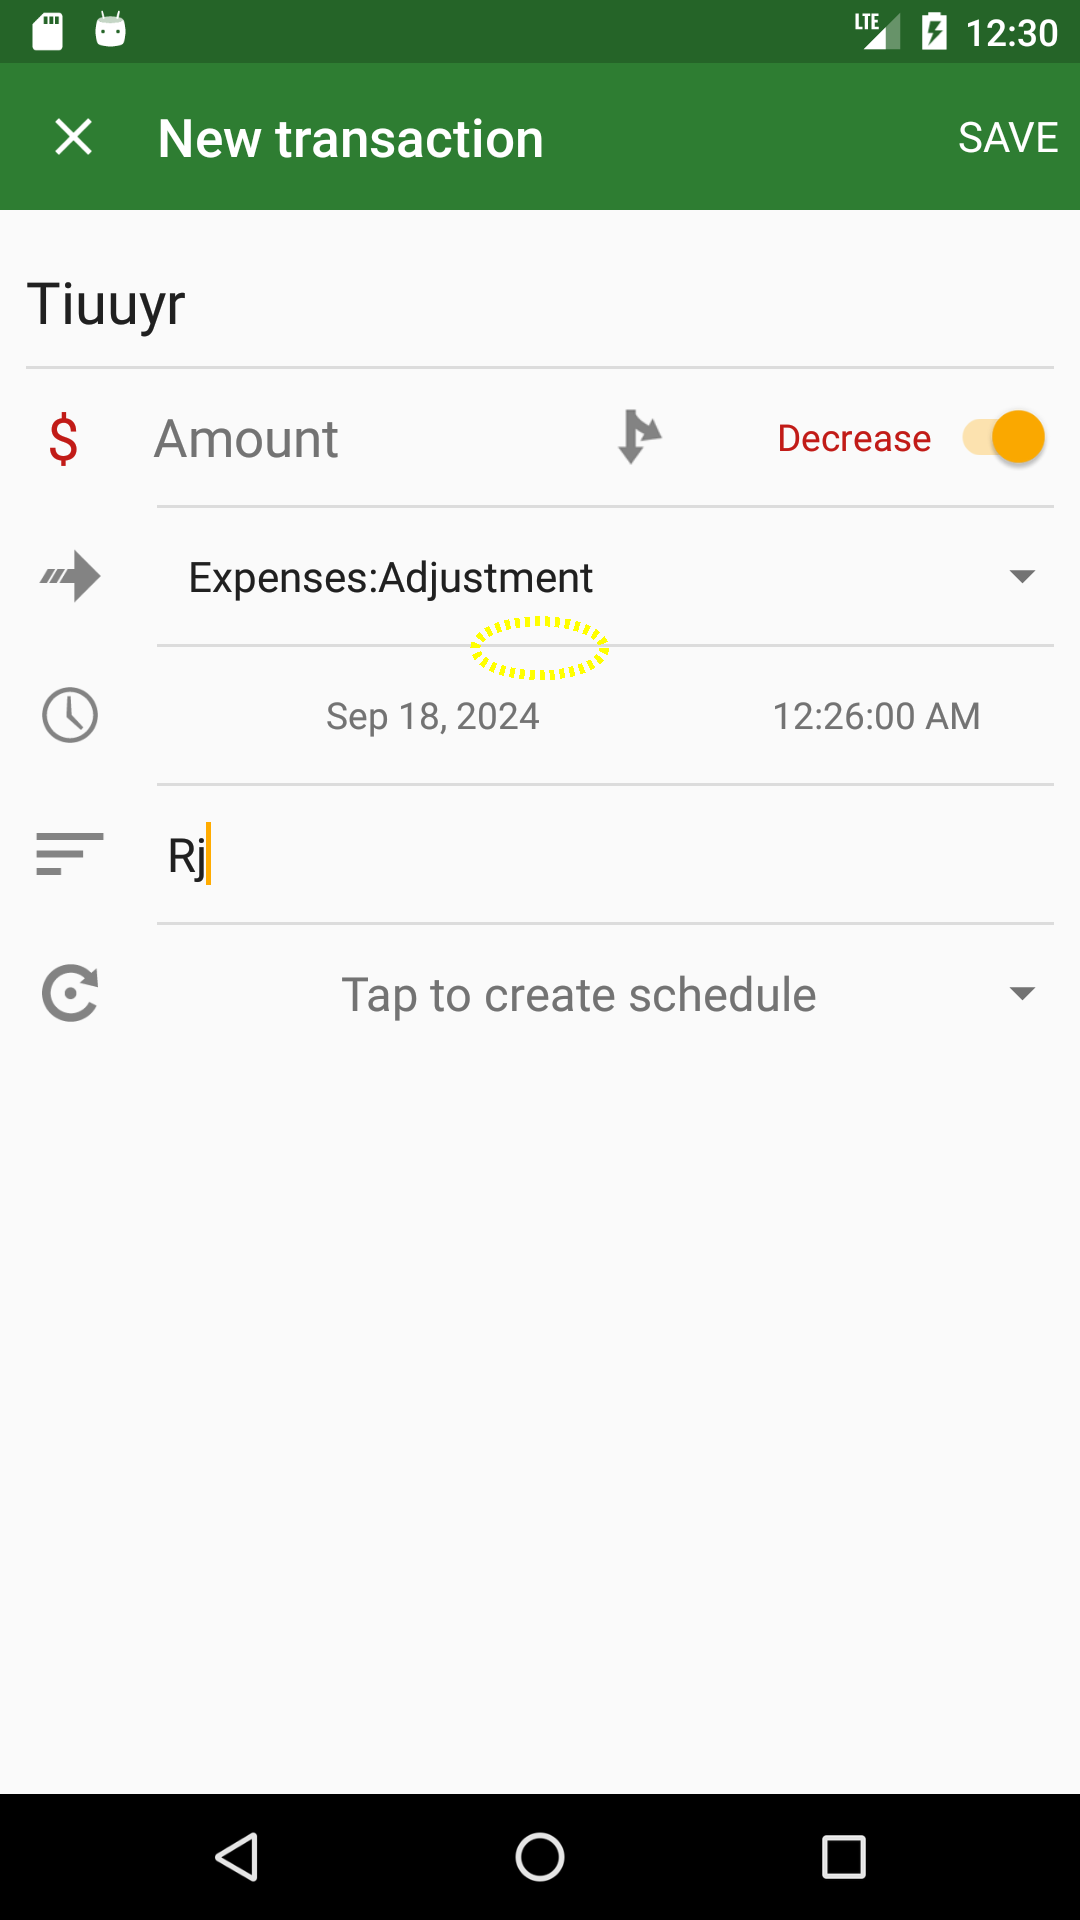 LTE 12:30
New transaction SAVE
Tiuuyr
$ Amount Decrease
Expenses:Adjustment
Sep 18, 2024 12:26:00 AM
Rj
Tap to create schedule